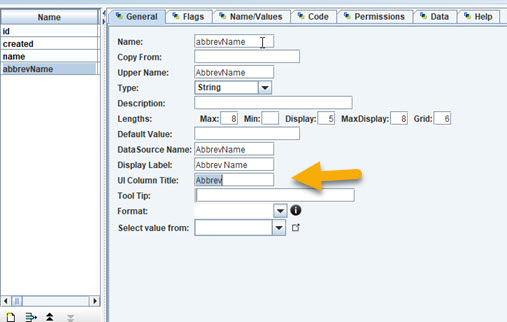 Name
id
created
name
abbrevName
General Flags Name/Values Code Permissions Data Help
Name: abbrevName
Copy From:
Upper Name: AbbrevName
Type: String
Description:
Lengths: Max: 8 Min: Display: 5 MaxDisplay: 8 Grid: 6
Default Value:
DataSource Name: AbbrevName
Display Label: Abbrev Name
UI Column Title: Abbrev
Tool Tip:
Format:
Select value from: